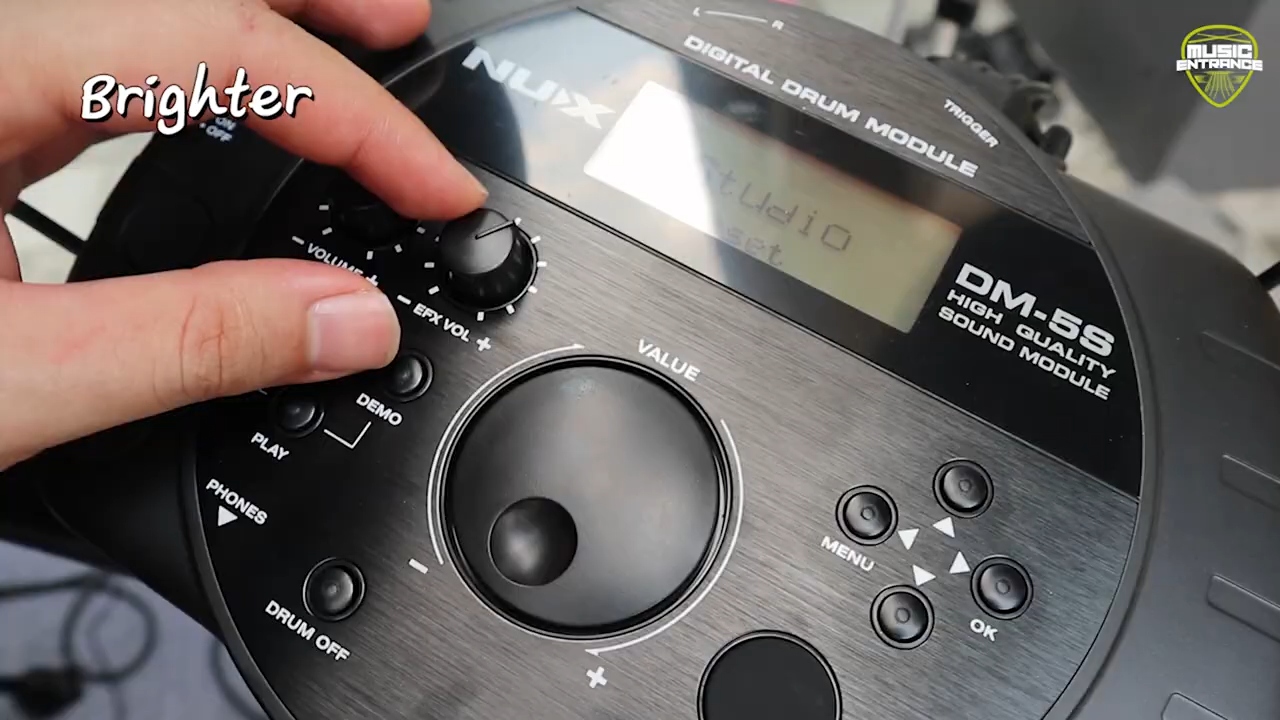 Brighter
MUSIC
ENTRANCE
L R
NUX
DIGITAL DRUM MODULE
TRIGGER
ON
OFF
studio
set
DM-5S
HIGH QUALITY
SOUND MODULE
− VOLUME +
− EFX VOL +
VALUE
DEMO
PLAY
PHONES
− +
MENU
OK
DRUM OFF